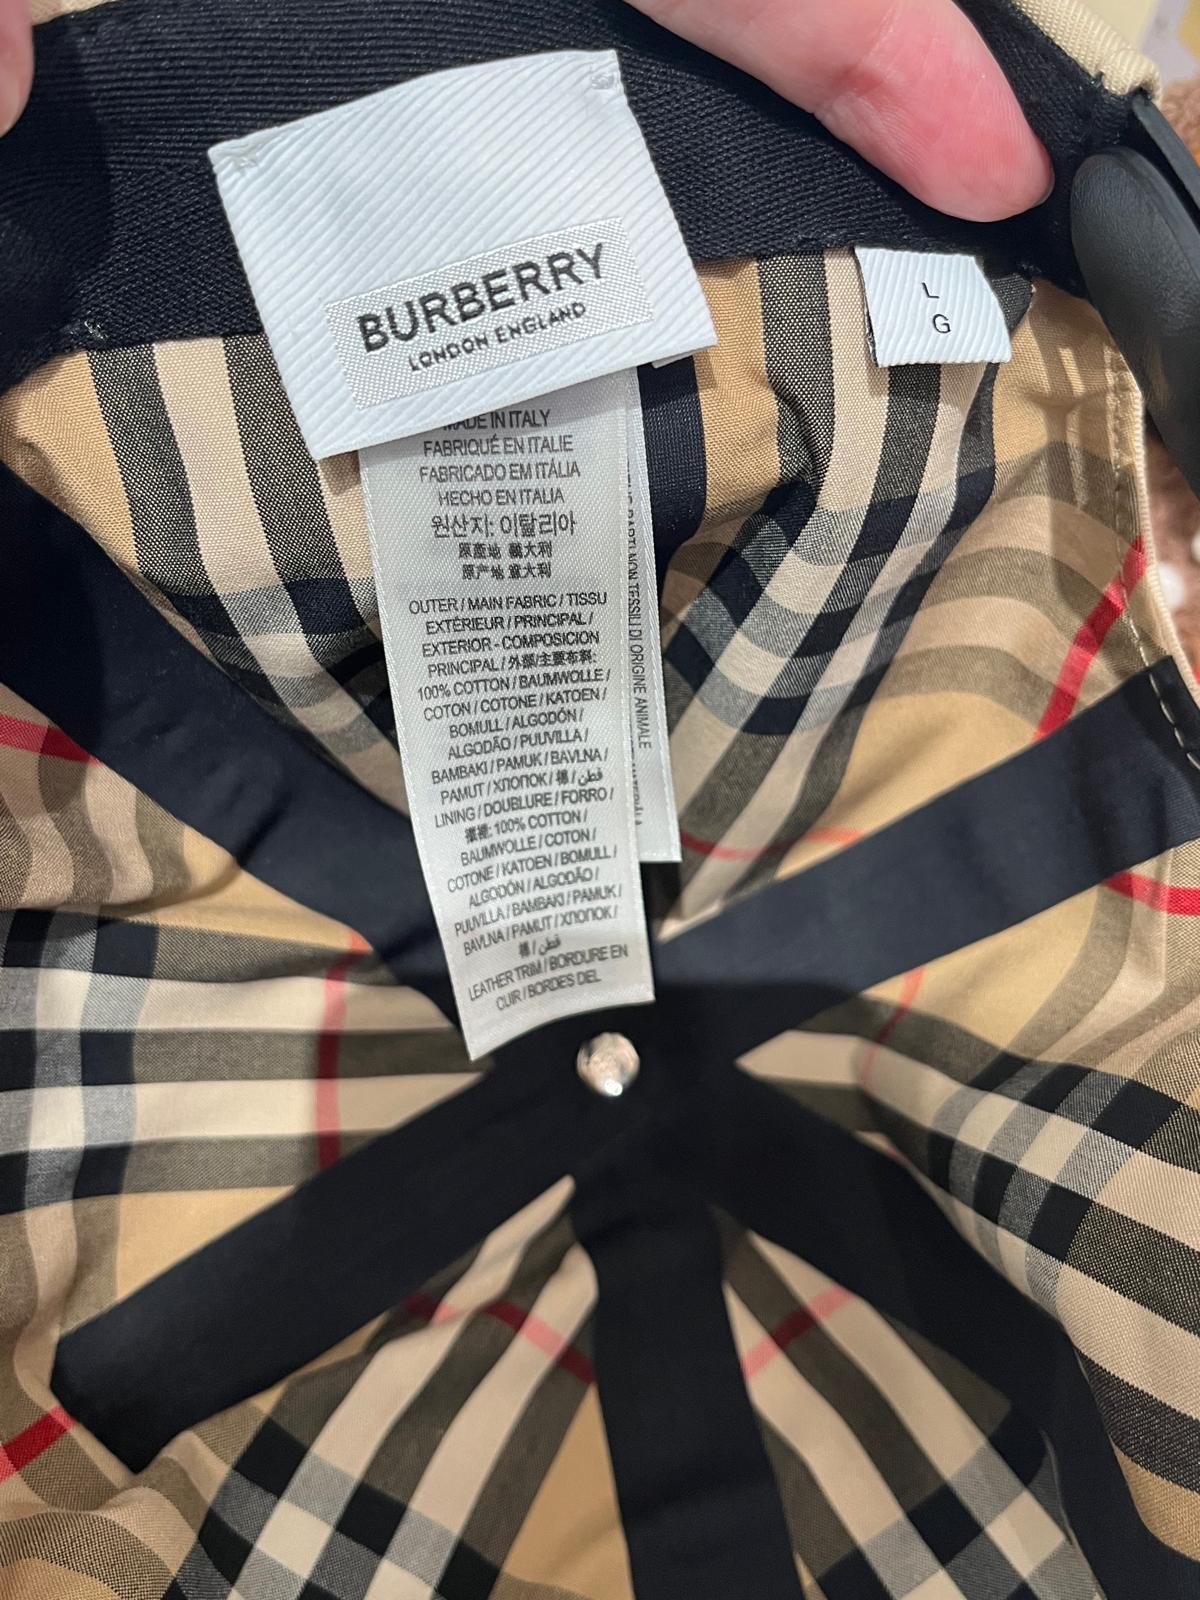 BURBERRY
LONDON ENGLAND
L
G
MADE IN ITALY
FABRIQUÉ EN ITALIE
FABRICADO EM ITÁLIA
HECHO EN ITALIA
원산지: 이탈리아
原產地 義大利
原产地 意大利
OUTER / MAIN FABRIC / TISSU
EXTÉRIEUR / PRINCIPAL /
EXTERIOR - COMPOSICION
PRINCIPAL / 外部/主要布料:
100% COTTON / BAUMWOLLE /
COTON / COTONE / KATOEN /
BOMULL / ALGODÓN /
ALGODÃO / PUUVILLA /
BAMBAKI / PAMUK / BAVLNA /
PAMUT / ХЛОПОК / 棉 / قطن /
LINING / DOUBLURE / FORRO /
襯裡: 100% COTTON /
BAUMWOLLE / COTON /
COTONE / KATOEN / BOMULL /
ALGODÓN / ALGODÃO /
PUUVILLA / BAMBAKI / PAMUK /
BAVLNA / PAMUT / ХЛОПОК /
棉 / قطن
LEATHER TRIM / BORDURE EN
CUIR / BORDES DEL
PARTI NON TESSILI DI ORIGINE ANIMALE